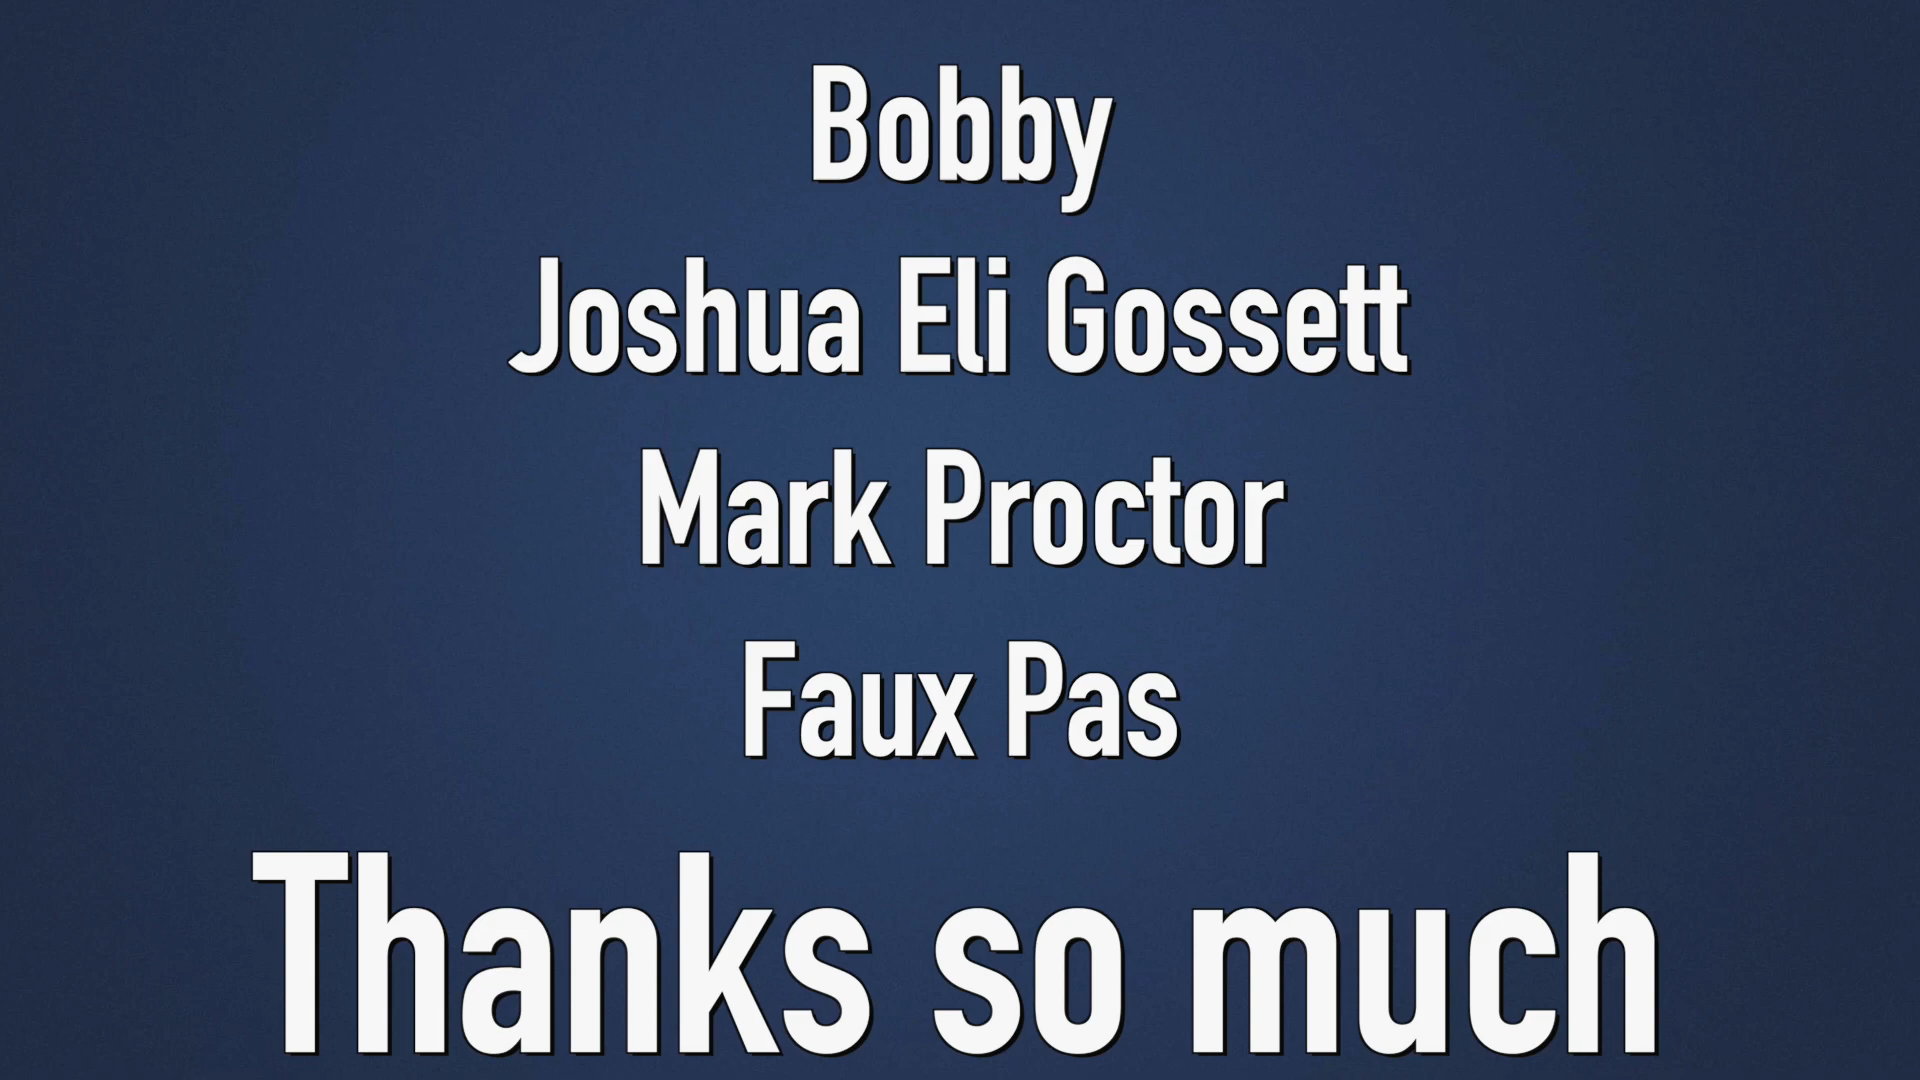 Bobby
Joshua Eli Gossett
Mark Proctor
Faux Pas
Thanks so much